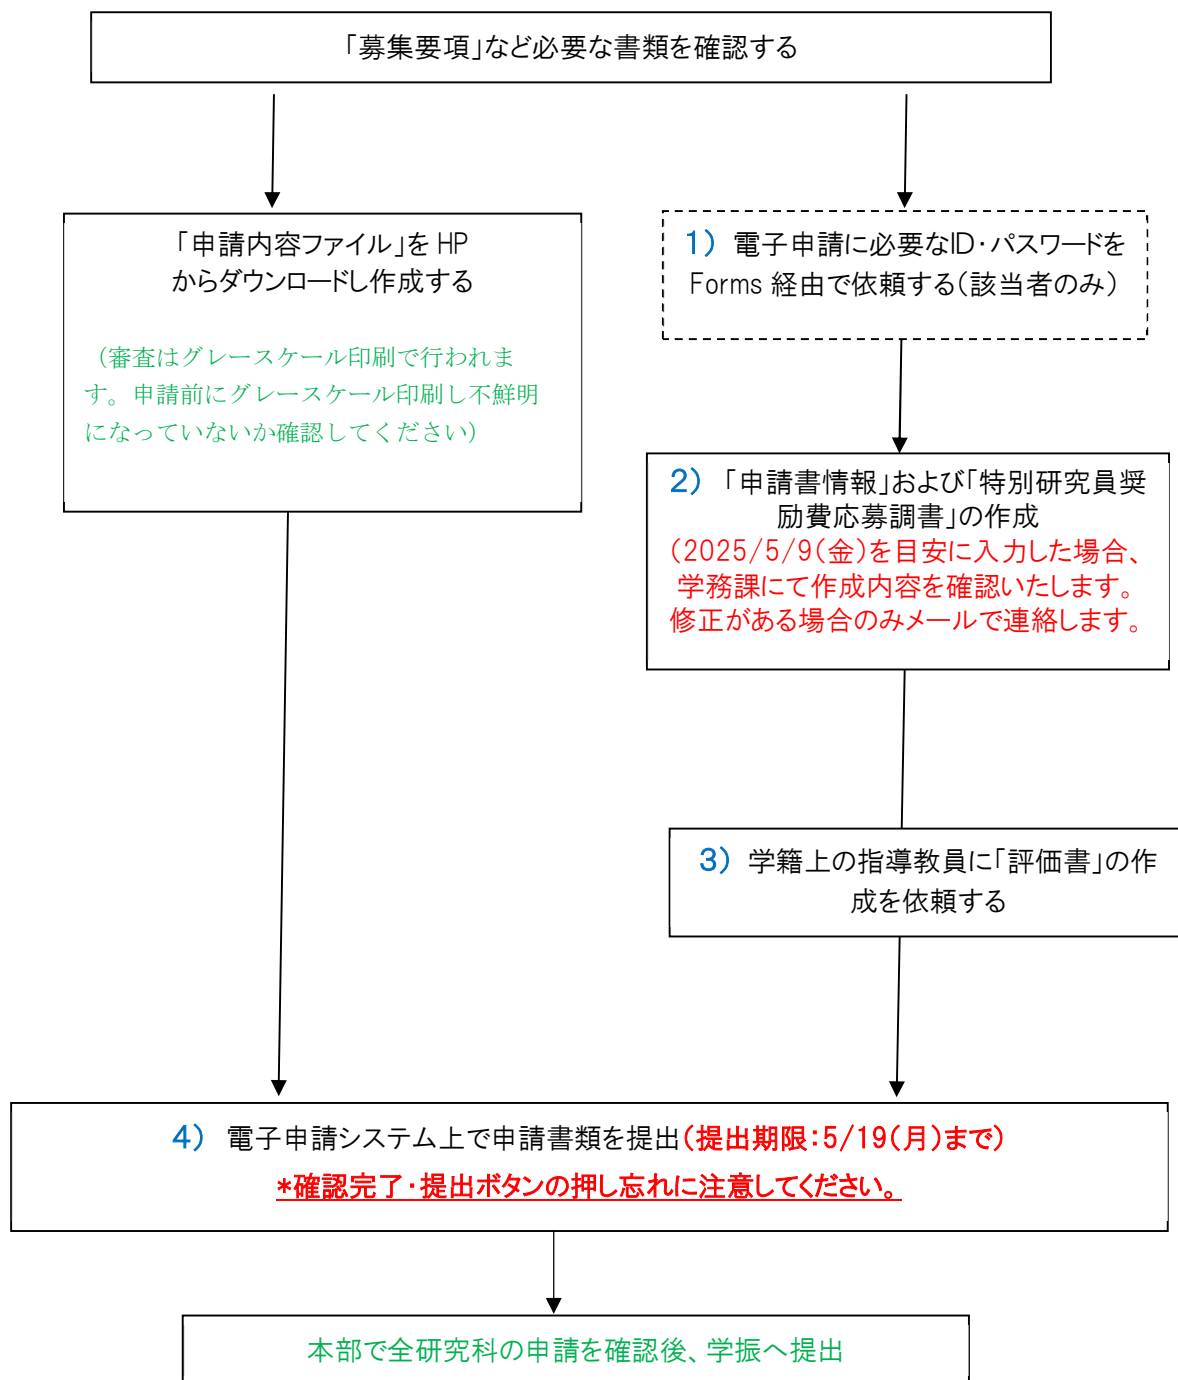 「募集要項」など必要な書類を確認する
「申請内容ファイル」を HP
からダウンロードし作成する
（審査はグレースケール印刷で行われま
す。申請前にグレースケール印刷し不鮮明
になっていないか確認してください）
1） 電子申請に必要なID・パスワードを
Forms 経由で依頼する（該当者のみ）
2） 「申請書情報」および「特別研究員奨
励費応募調書」の作成
（2025/5/9（金）を目安に入力した場合、
学務課にて作成内容を確認いたします。
修正がある場合のみメールで連絡します。
3） 学籍上の指導教員に「評価書」の作
成を依頼する
4） 電子申請システム上で申請書類を提出（提出期限：5/19（月）まで）
*確認完了・提出ボタンの押し忘れに注意してください。
本部で全研究科の申請を確認後、学振へ提出